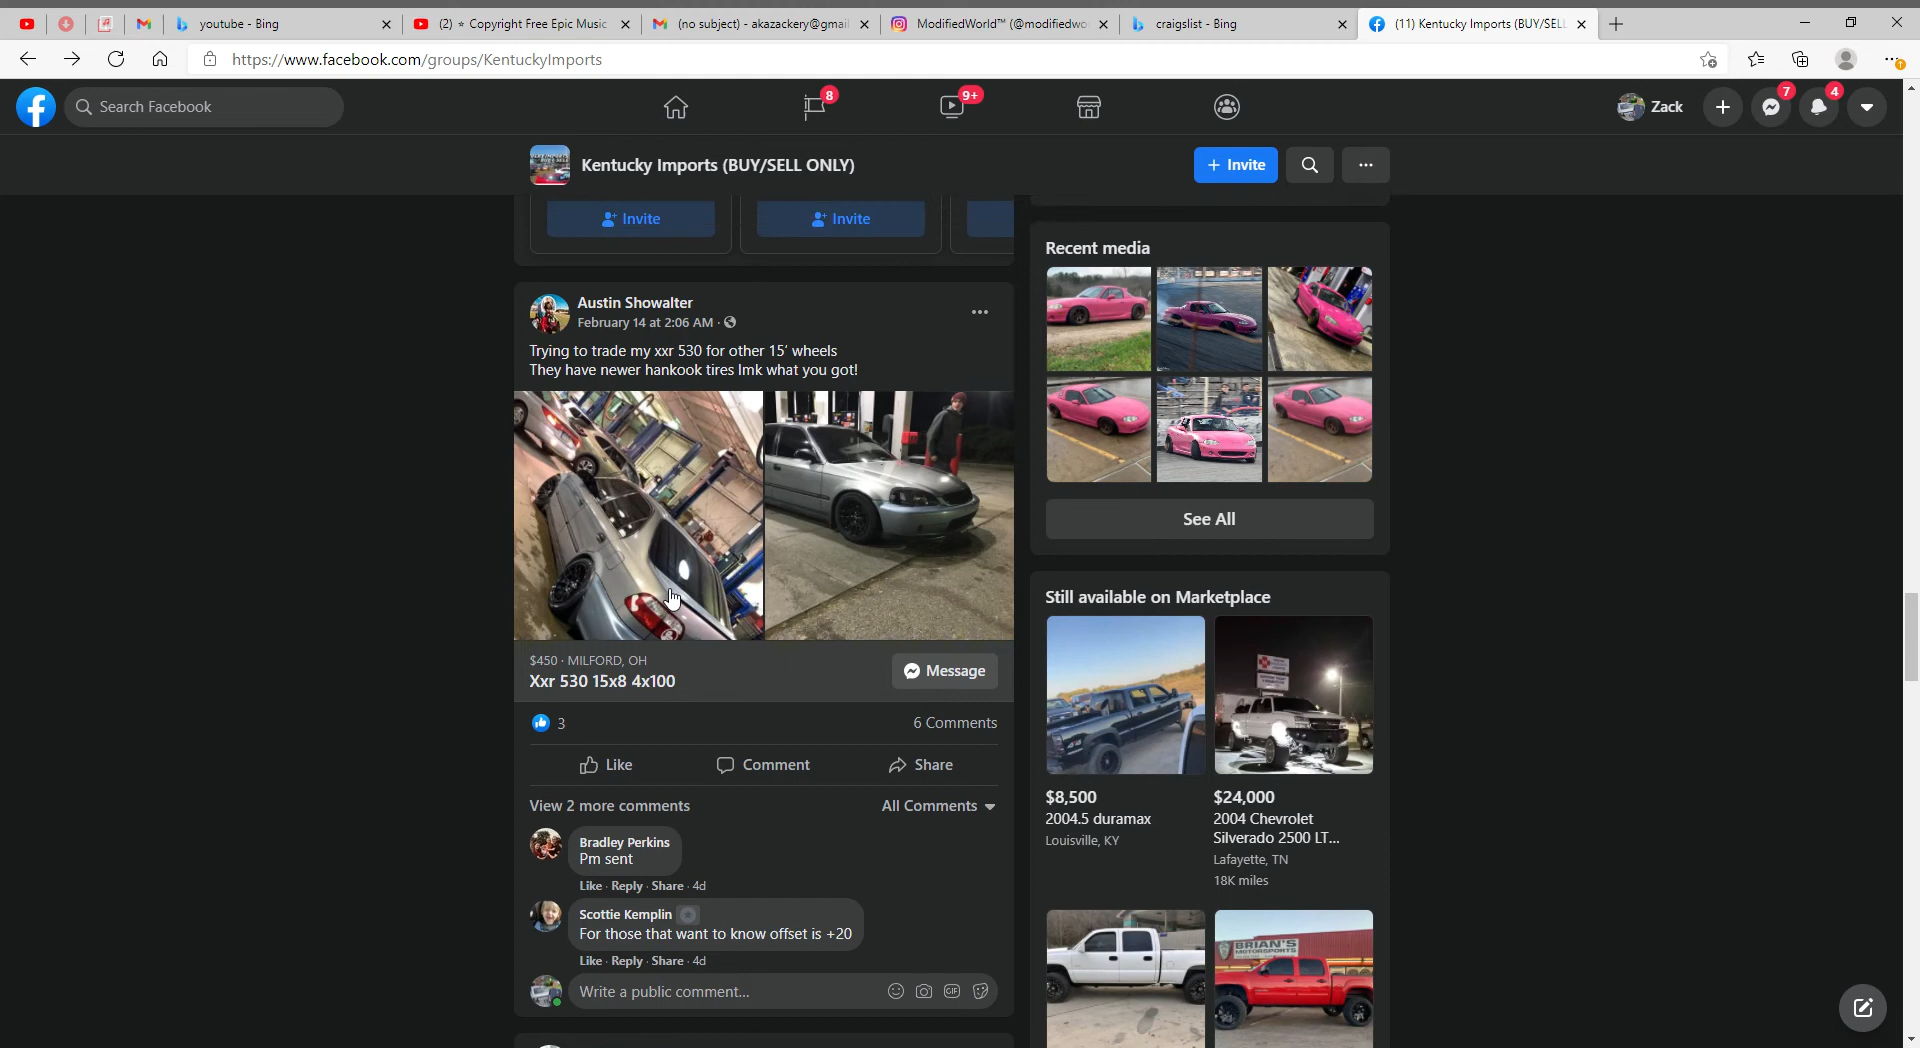 youtube - Bing
(2) ⭐ Copyright Free Epic Music
(no subject) - akazackery@gmai
ModifiedWorld™ (@modifiedwo
craigslist - Bing
(11) Kentucky Imports (BUY/SELL
https://www.facebook.com/groups/KentuckyImports
Search Facebook
8
9+
Zack
7
4
Kentucky Imports (BUY/SELL ONLY)
+ Invite
Invite
Invite
Austin Showalter
February 14 at 2:06 AM ·
Trying to trade my xxr 530 for other 15' wheels
They have newer hankook tires lmk what you got!
$450 · MILFORD, OH
Xxr 530 15x8 4x100
Message
3
6 Comments
Like
Comment
Share
View 2 more comments
All Comments
Bradley Perkins
Pm sent
Like · Reply · Share · 4d
Scottie Kemplin
For those that want to know offset is +20
Like · Reply · Share · 4d
Write a public comment...
GIF
Recent media
See All
Still available on Marketplace
$8,500
2004.5 duramax
Louisville, KY
$24,000
2004 Chevrolet
Silverado 2500 LT...
Lafayette, TN
18K miles
BRIAN'S
MOTORSPORTS